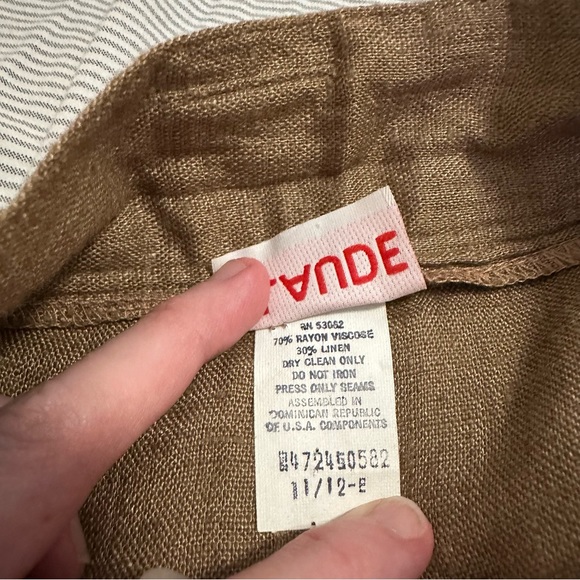 AUDE
RN 53062
70% RAYON VISCOSE
30% LINEN
DRY CLEAN ONLY
DO NOT IRON
PRESS ONLY SEAMS
ASSEMBLED IN
DOMINICAN REPUBLIC
OF U.S.A. COMPONENTS
11/12-E